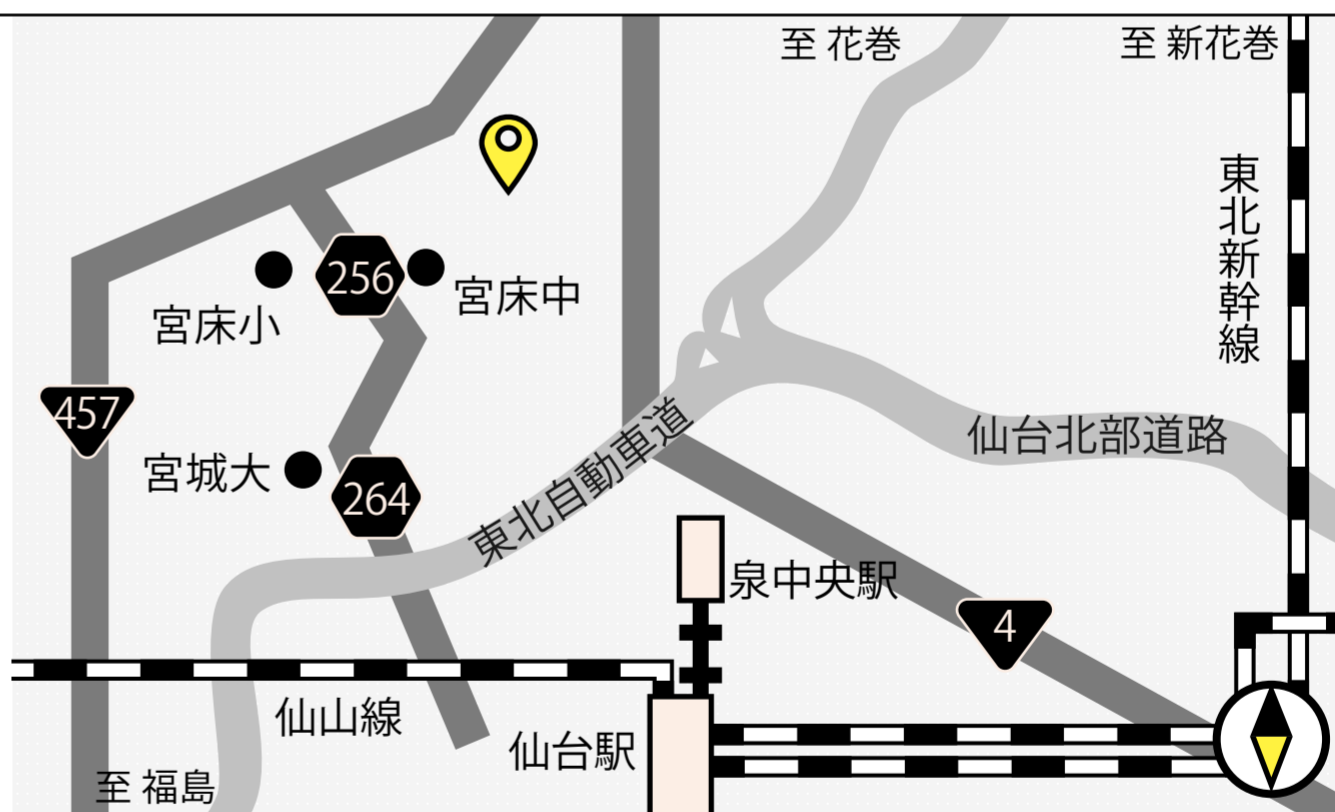 至 花巻
至 新花巻
東北新幹線
256
宮床小
宮床中
457
宮城大
264
東北自動車道
仙台北部道路
泉中央駅
4
仙山線
仙台駅
至 福島